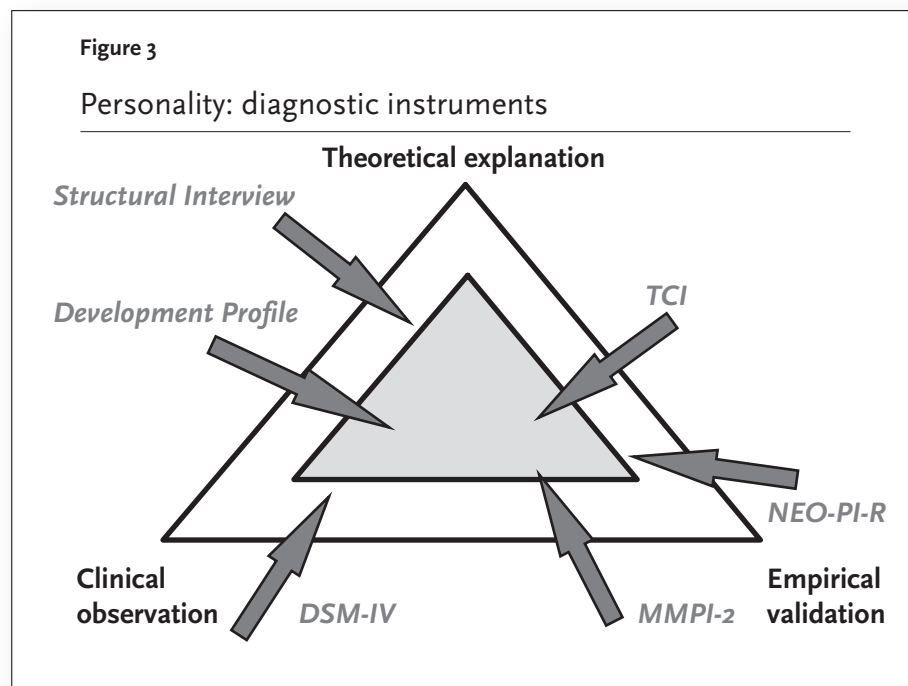 Figure 3
Personality: diagnostic instruments
Theoretical explanation
Structural Interview
Development Profile
TCI
NEO-PI-R
Clinical
observation
DSM-IV
MMPI-2
Empirical
validation